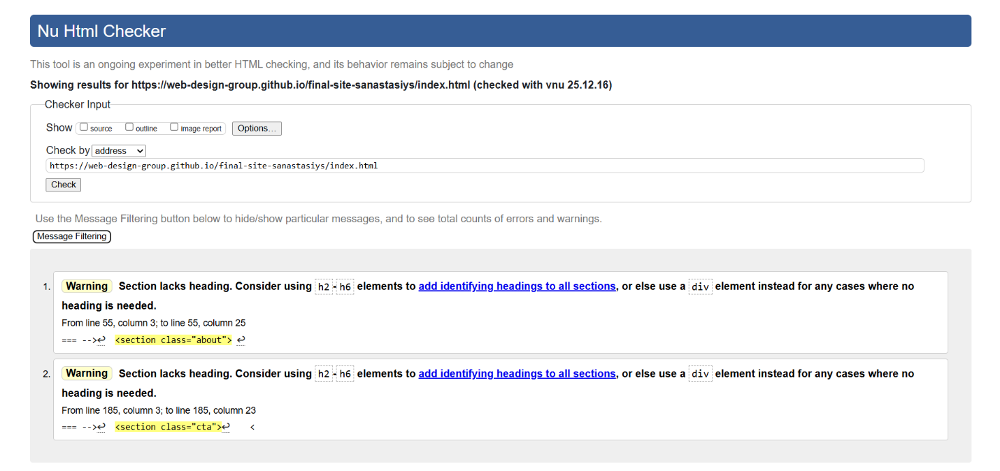 Nu Html Checker
This tool is an ongoing experiment in better HTML checking, and its behavior remains subject to change
Showing results for https://web-design-group.github.io/final-site-sanastasiys/index.html (checked with vnu 25.12.16)
Checker Input
Show source outline image report Options...
Check by address
https://web-design-group.github.io/final-site-sanastasiys/index.html
Check
Use the Message Filtering button below to hide/show particular messages, and to see total counts of errors and warnings.
Message Filtering
1. Warning Section lacks heading. Consider using h2-h6 elements to add identifying headings to all sections, or else use a div element instead for any cases where no
heading is needed.
From line 55, column 3; to line 55, column 25
=== -->↩ <section class="about"> ↩
2. Warning Section lacks heading. Consider using h2-h6 elements to add identifying headings to all sections, or else use a div element instead for any cases where no
heading is needed.
From line 185, column 3; to line 185, column 23
=== -->↩ <section class="cta">↩ <